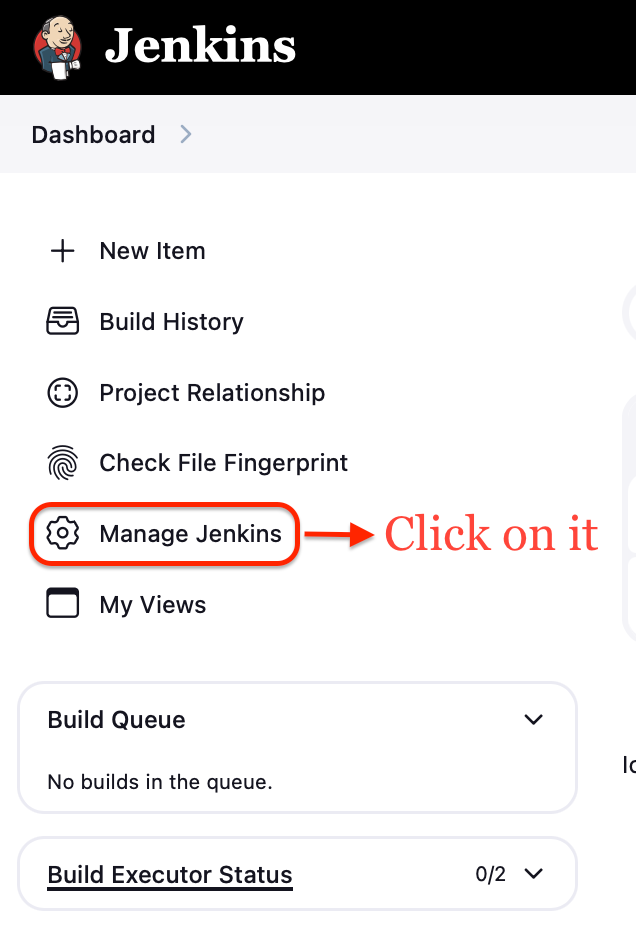 Jenkins
Dashboard
New Item
Build History
Project Relationship
Check File Fingerprint
Manage Jenkins Click on it
My Views
Build Queue
No builds in the queue.
Build Executor Status 0/2